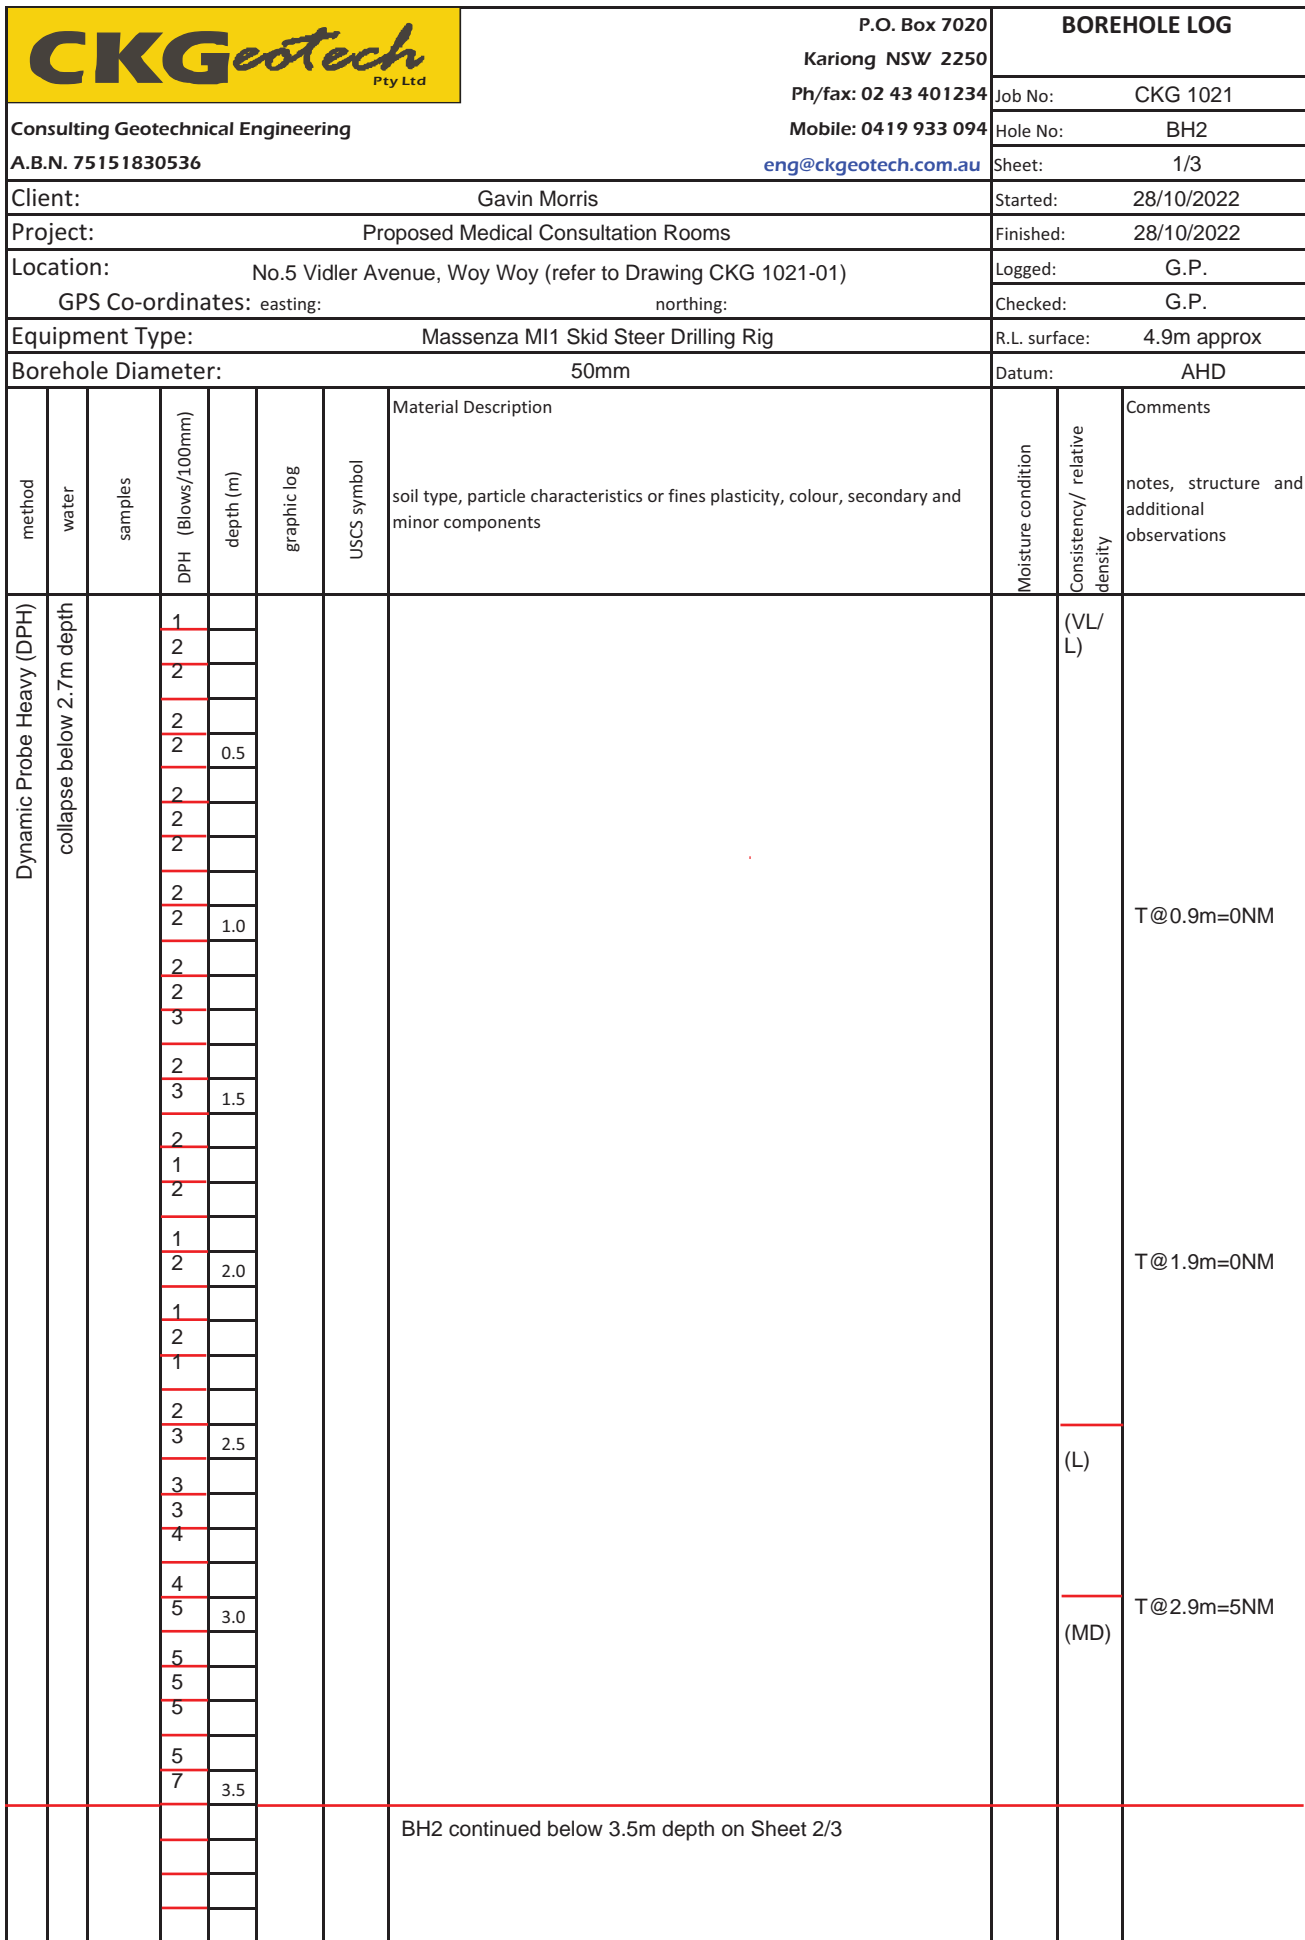 CKGeotech
Pty Ltd
P.O. Box 7020
Kariong NSW 2250
Ph/fax: 02 43 401234
Consulting Geotechnical Engineering
Mobile: 0419 933 094
A.B.N. 75151830536
eng@ckgeotech.com.au
BOREHOLE LOG
Job No: CKG 1021
Hole No: BH2
Sheet: 1/3
Client: Gavin Morris
Started: 28/10/2022
Project: Proposed Medical Consultation Rooms
Finished: 28/10/2022
Location: No.5 Vidler Avenue, Woy Woy (refer to Drawing CKG 1021-01)
Logged: G.P.
GPS Co-ordinates: easting: northing:
Checked: G.P.
Equipment Type: Massenza MI1 Skid Steer Drilling Rig
R.L. surface: 4.9m approx
Borehole Diameter: 50mm
Datum: AHD
method
water
samples
DPH (Blows/100mm)
depth (m)
graphic log
USCS symbol
Material Description
soil type, particle characteristics or fines plasticity, colour, secondary and
minor components
Moisture condition
Consistency/ relative
density
Comments
notes, structure and
additional
observations
Dynamic Probe Heavy (DPH)
collapse below 2.7m depth
1 (VL/
2 L)
2
2
2 0.5
2
2
2
2
2 1.0 T@0.9m=0NM
2
2
3
2
3 1.5
2
1
2
1
2 2.0 T@1.9m=0NM
1
2
1
2
3 2.5
(L)
3
3
4
4
5 3.0 T@2.9m=5NM
(MD)
5
5
5
5
7 3.5
BH2 continued below 3.5m depth on Sheet 2/3